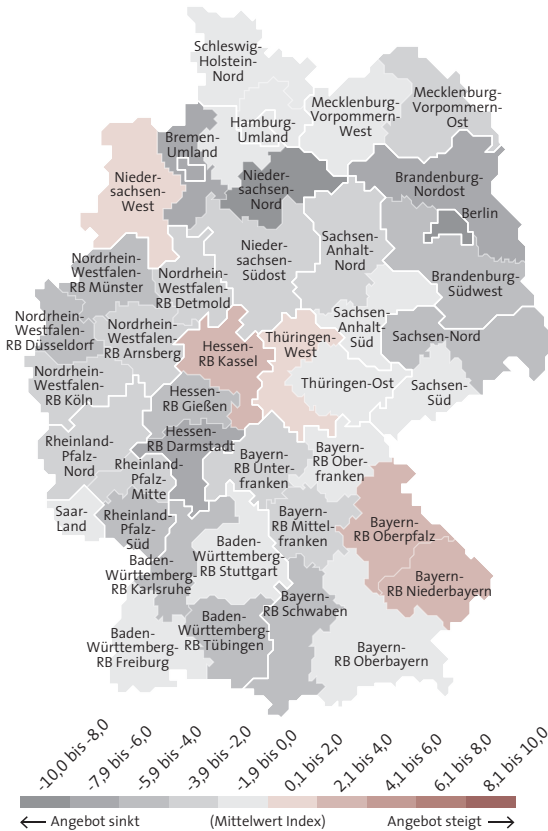 Schleswig-
Holstein-
Nord
Hamburg-
Umland
Mecklenburg-
Vorpommern-
West
Mecklenburg-
Vorpommern-
Ost
Bremen-
Umland
Nieder-
sachsen-
West
Nieder-
sachsen-
Nord
Brandenburg-
Nordost
Berlin
Nieder-
sachsen-
Südost
Sachsen-
Anhalt-
Nord
Brandenburg-
Südwest
Nordrhein-
Westfalen-
RB Münster
Nordrhein-
Westfalen-
RB Detmold
Nordrhein-
Westfalen-
RB Düsseldorf
Nordrhein-
Westfalen-
RB Arnsberg
Hessen-
RB Kassel
Thüringen-
West
Sachsen-
Anhalt-
Süd
Sachsen-Nord
Nordrhein-
Westfalen-
RB Köln
Hessen-
RB Gießen
Thüringen-Ost
Sachsen-
Süd
Rheinland-
Pfalz-
Nord
Hessen-
RB Darmstadt
Rheinland-
Pfalz-
Mitte
Bayern-
RB Unter-
franken
Bayern-
RB Ober-
franken
Saar-
Land
Rheinland-
Pfalz-
Süd
Bayern-
RB Mittel-
franken
Bayern-
RB Oberpfalz
Baden-
Württemberg-
RB Stuttgart
Baden-
Württemberg-
RB Karlsruhe
Bayern-
RB Niederbayern
Bayern-
RB Schwaben
Baden-
Württemberg-
RB Tübingen
Baden-
Württemberg-
RB Freiburg
Bayern-
RB Oberbayern
-10,0 bis -8,0
-7,9 bis -6,0
-5,9 bis -4,0
-3,9 bis -2,0
-1,9 bis 0,0
0,1 bis 2,0
2,1 bis 4,0
4,1 bis 6,0
6,1 bis 8,0
8,1 bis 10,0
← Angebot sinkt (Mittelwert Index) Angebot steigt →